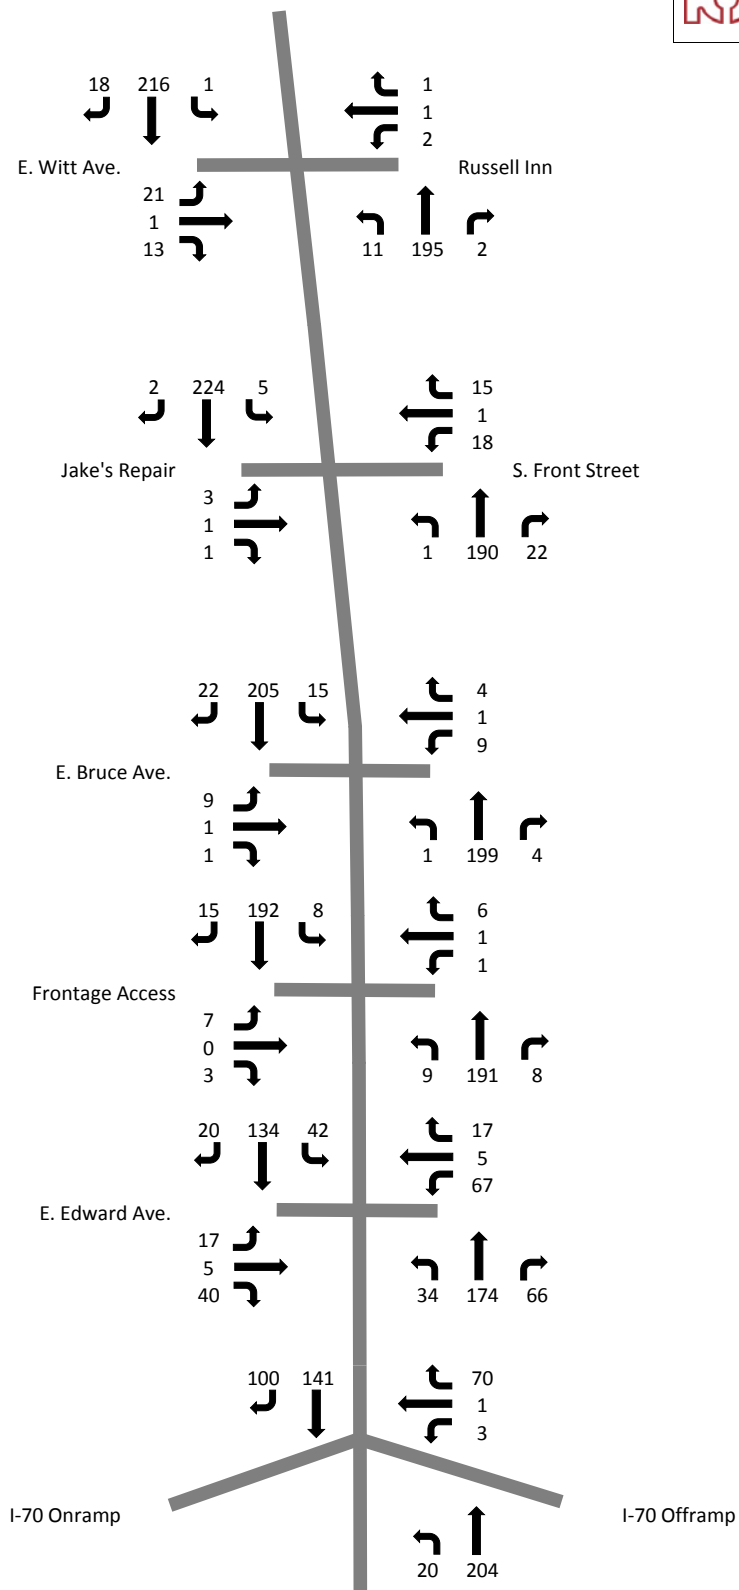 18 216 1
1
1
2
E. Witt Ave.
Russell Inn
21
1
13
11 195 2
2 224 5
15
1
18
Jake's Repair
S. Front Street
3
1
1
1 190 22
22 205 15
4
1
9
E. Bruce Ave.
9
1
1
1 199 4
15 192 8
6
1
1
Frontage Access
7
0
3
9 191 8
20 134 42
17
5
67
E. Edward Ave.
17
5
40
34 174 66
100 141
70
1
3
I-70 Onramp
I-70 Offramp
20 204